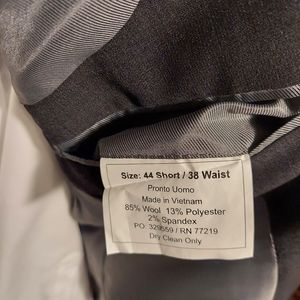 Size: 44 Short / 38 Waist
Pronto Uomo
Made in Vietnam
85% Wool 13% Polyester
2% Spandex
PO: 329559 / RN 77219
Dry Clean Only